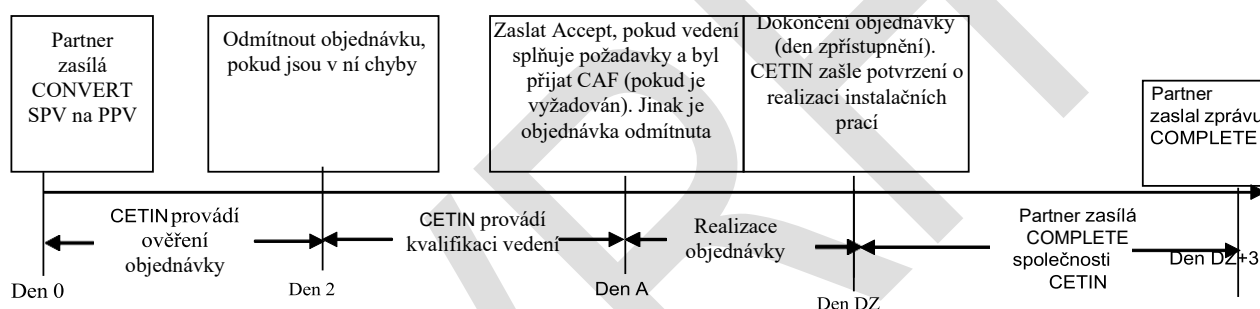 Partner
zasílá
CONVERT
SPV na PPV
Odmítnout objednávku,
pokud jsou v ní chyby
Zaslat Accept, pokud vedení
splňuje požadavky a byl
přijat CAF (pokud je
vyžadován). Jinak je
objednávka odmítnuta
Dokončení objednávky
(den zpřístupnění).
CETIN zašle potvrzení o
realizaci instalačních
prací
Partner
zaslal zprávu
COMPLETE
CETIN provádí
ověření
objednávky
CETIN provádí
kvalifikaci vedení
Realizace
objednávky
Partner zasílá
COMPLETE
společnosti
CETIN
Den 0
Den 2
Den A
Den DZ
Den DZ+3